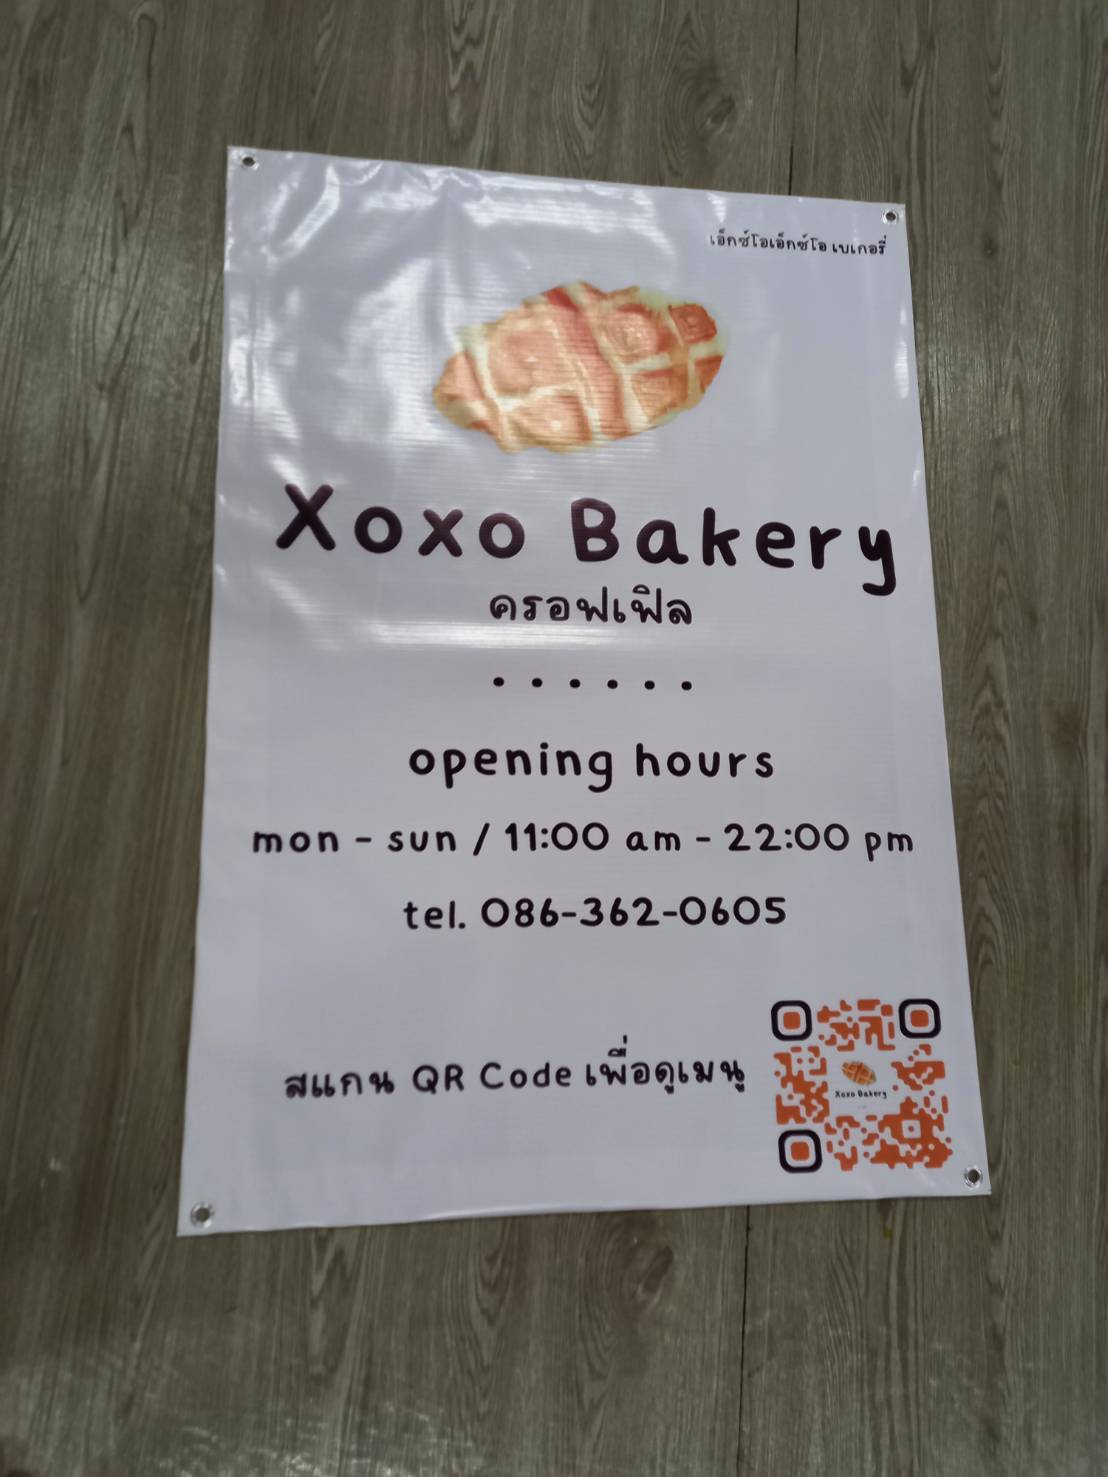 เอ็กซ์โอเอ็กซ์โอ เบเกอรี่
Xoxo Bakery
ครอฟเฟิล
......
opening hours
mon - sun / 11:00 am - 22:00 pm
tel. 086-362-0605
สแกน QR Code เพื่อดูเมนู
Xoxo Bakery